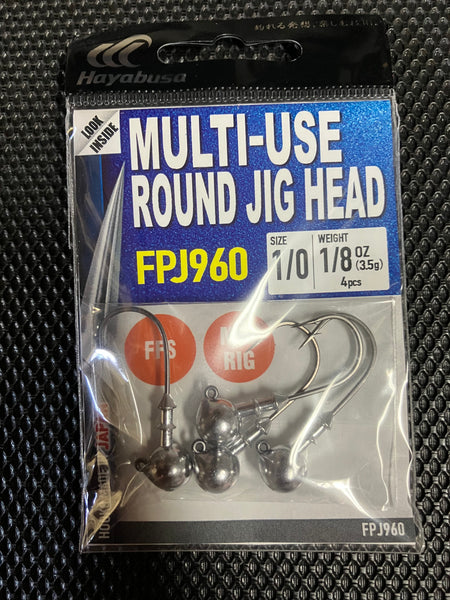 Hayabusa
LOOK
INSIDE
MULTI-USE
ROUND JIG HEAD
FPJ960
SIZE
1/0
WEIGHT
1/8 OZ
(3.5g)
4pcs
FFS
RIG
FPJ960